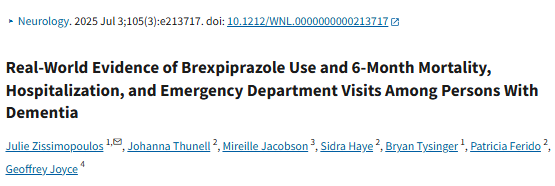 ▸ Neurology. 2025 Jul 3;105(3):e213717. doi: 10.1212/WNL.0000000000213717
Real-World Evidence of Brexpiprazole Use and 6-Month Mortality,
Hospitalization, and Emergency Department Visits Among Persons With
Dementia
Julie Zissimopoulos 1,✉, Johanna Thunell 2, Mireille Jacobson 3, Sidra Haye 2, Bryan Tysinger 1, Patricia Ferido 2,
Geoffrey Joyce 4